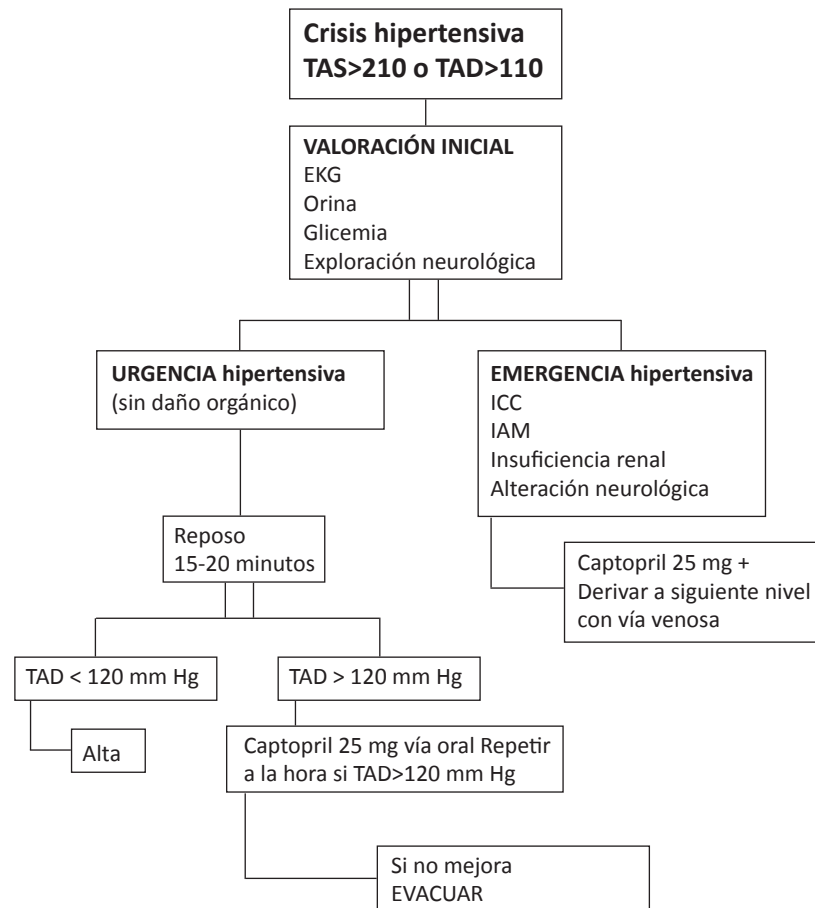 Crisis hipertensiva
TAS>210 o TAD>110
VALORACIÓN INICIAL
EKG
Orina
Glicemia
Exploración neurológica
URGENCIA hipertensiva
(sin daño orgánico)
EMERGENCIA hipertensiva
ICC
IAM
Insuficiencia renal
Alteración neurológica
Reposo
15-20 minutos
Captopril 25 mg +
Derivar a siguiente nivel
con vía venosa
TAD < 120 mm Hg
TAD > 120 mm Hg
Alta
Captopril 25 mg vía oral Repetir
a la hora si TAD>120 mm Hg
Si no mejora
EVACUAR